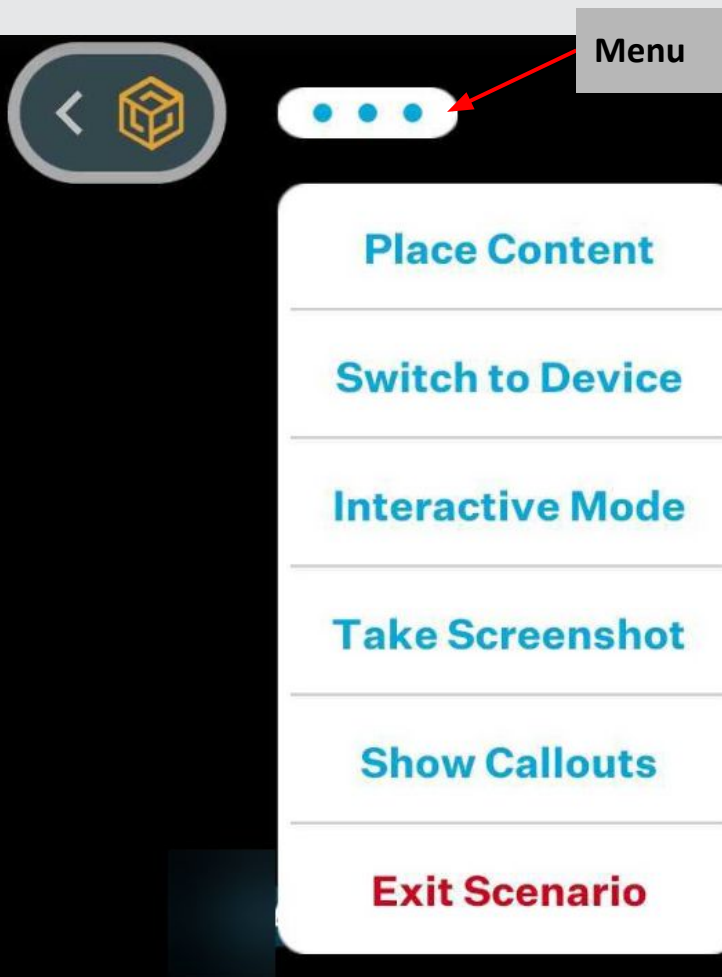 Menu
Place Content
Switch to Device
Interactive Mode
Take Screenshot
Show Callouts
Exit Scenario